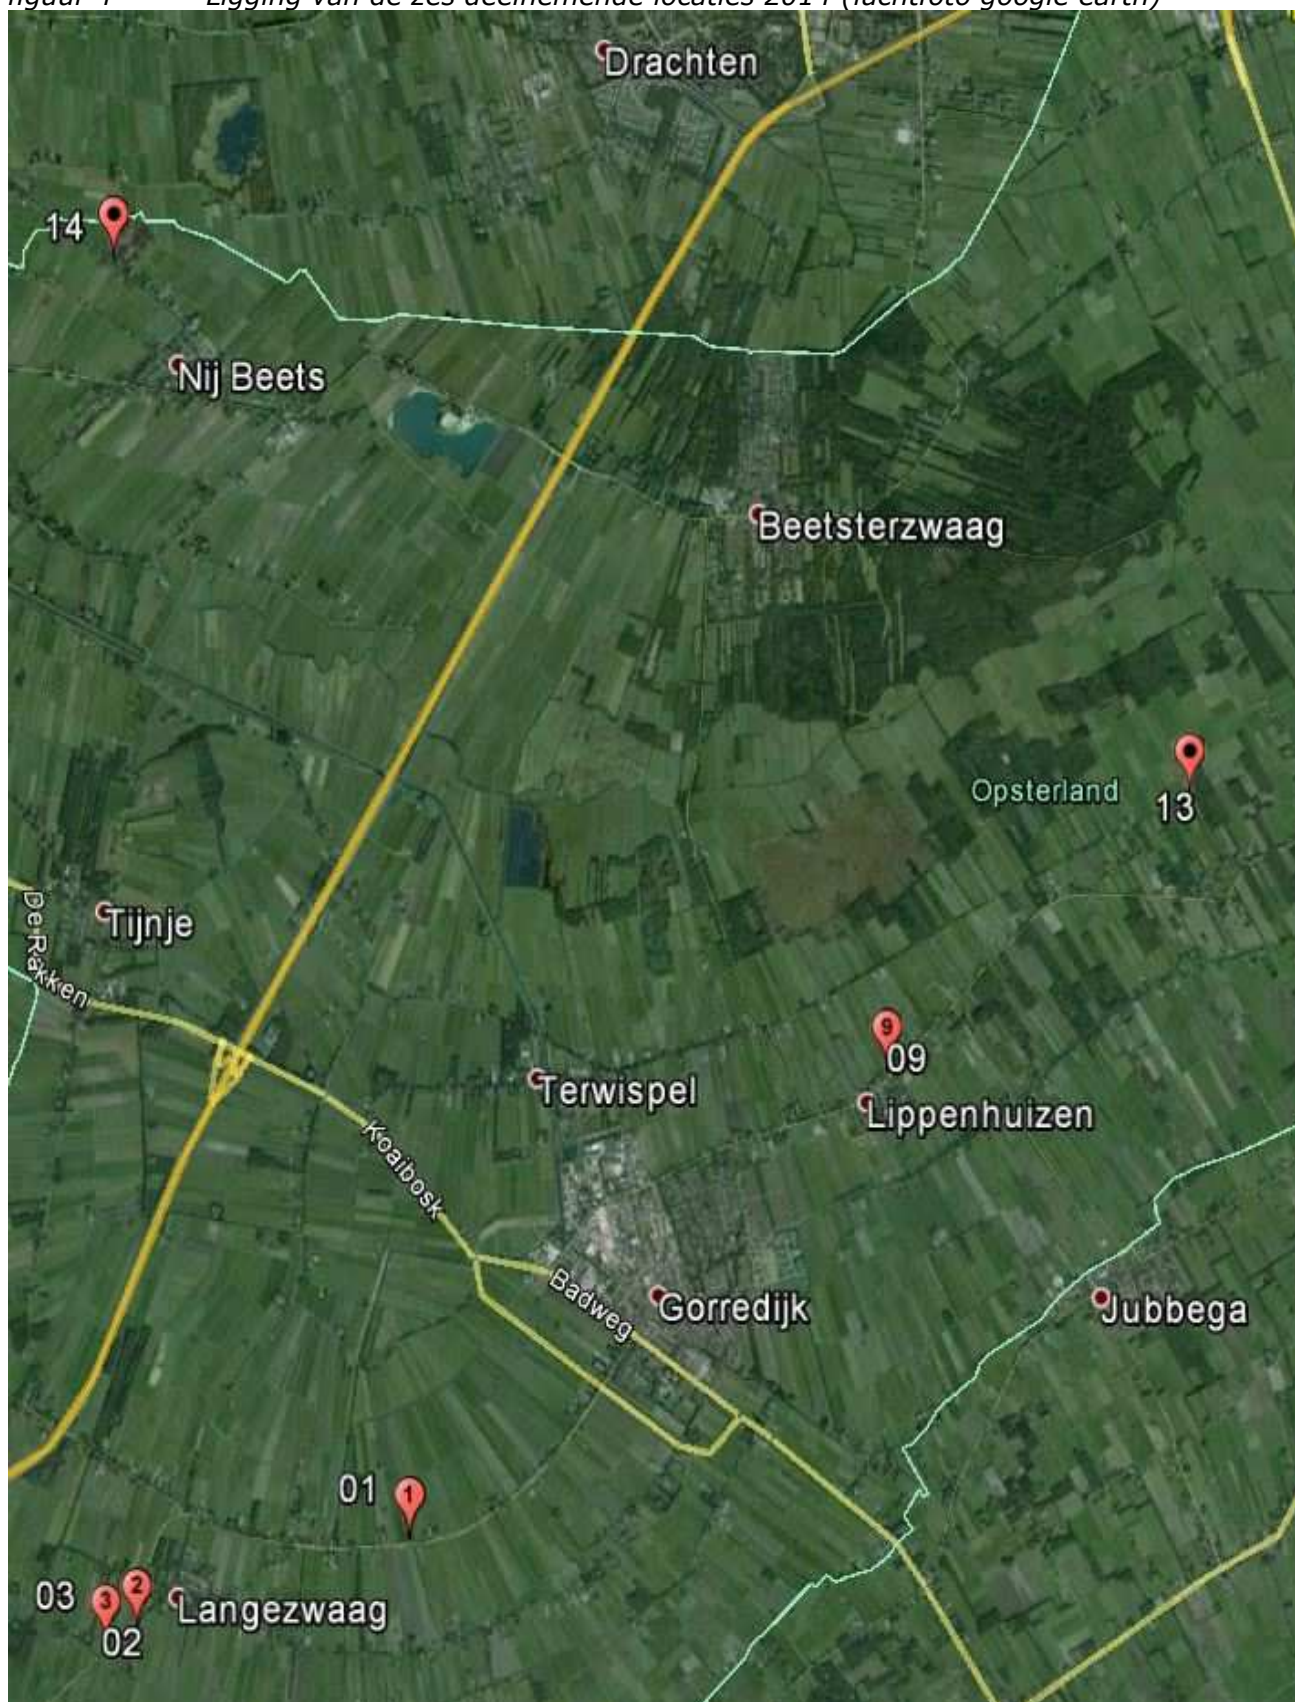 Ligging van de zes deelnemende locaties 2014 (luchtfoto google earth)
Drachten
14
Nij Beets
Beetsterzwaag
Opsterland
13
Tijnje
De Rakken
9
09
Terwispel
Lippenhuizen
Koaibosk
Badweg
Gorredijk
Jubbega
01
1
03
3
2
02
Langezwaag